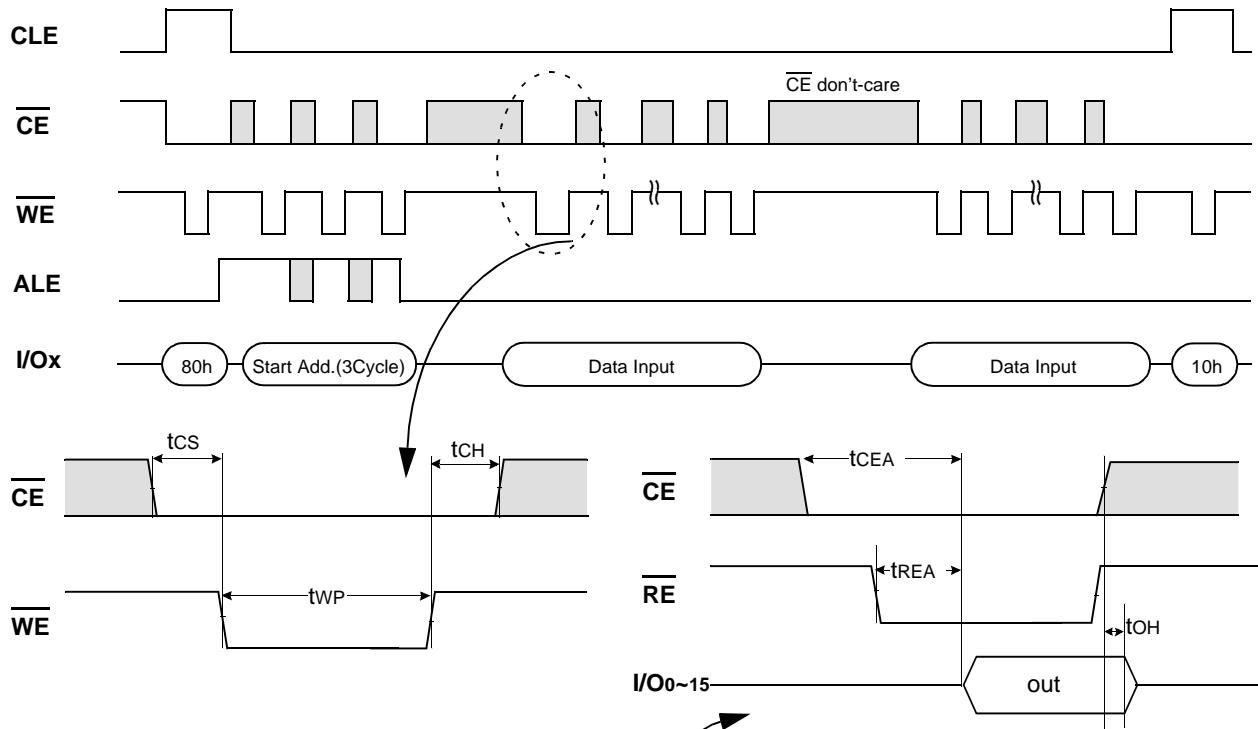 CLE
CE
CE don't-care
WE
ALE
I/Ox
80h
Start Add.(3Cycle)
Data Input
Data Input
10h
CE
tCS
tCH
WE
tWP
CE
tCEA
RE
tREA
tOH
I/O0~15
out